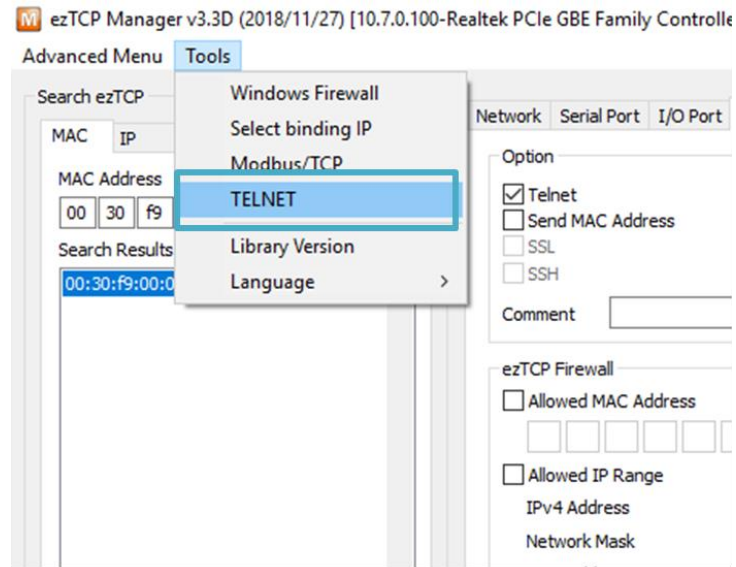 ezTCP Manager v3.3D (2018/11/27) [10.7.0.100-Realtek PCIe GBE Family Controlle
Advanced Menu Tools
Search ezTCP
MAC IP
MAC Address
00 30 f9
Search Results
00:30:f9:00:0
Windows Firewall
Select binding IP
Modbus/TCP
TELNET
Library Version
Language >
Network Serial Port I/O Port
Option
Telnet
Send MAC Address
SSL
SSH
Comment
ezTCP Firewall
Allowed MAC Address
Allowed IP Range
IPv4 Address
Network Mask